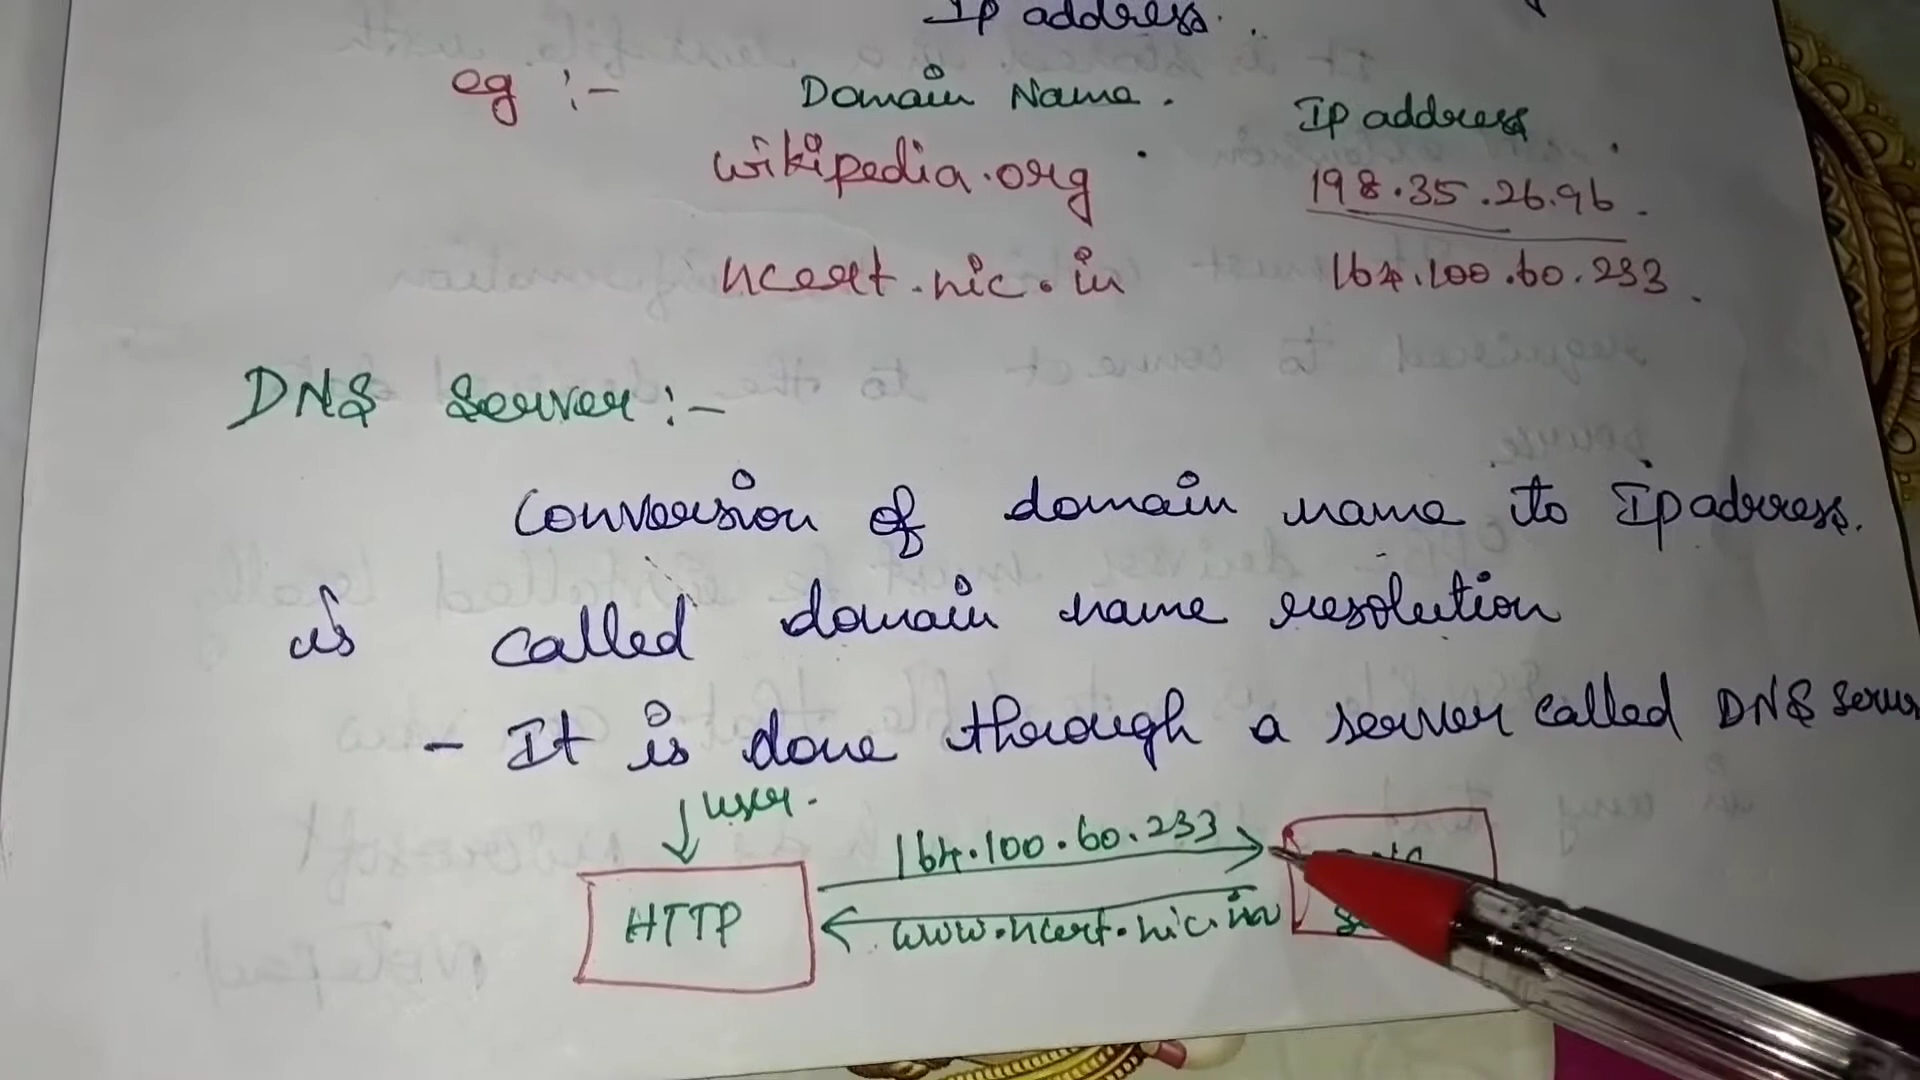 Ip address.
eg :- Domain Name. Ip address
wikipedia.org 198.35.26.96.
ncert.nic.in 164.100.60.233.
DNS Server :-
Conversion of domain name to Ip address.
is called domain name resolution
- It is done through a server called DNS
user.
164.100.60.233
HTTP
www.ncert.nic.in